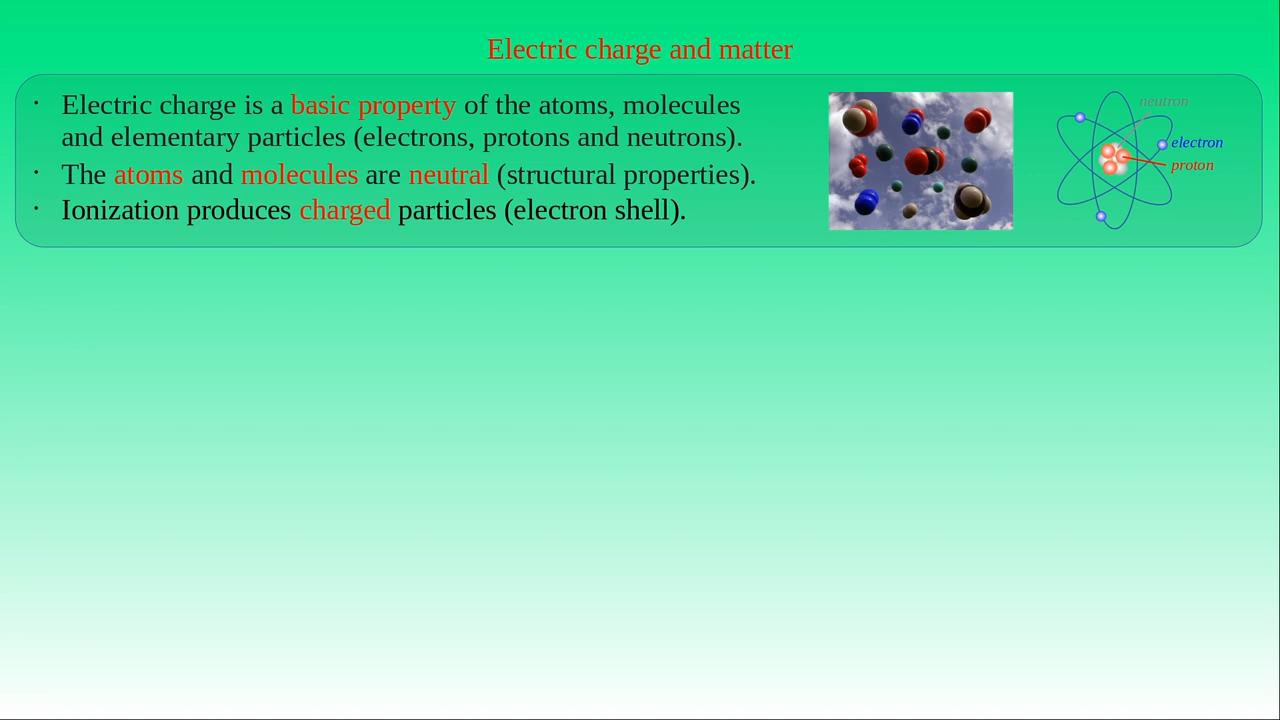 Electric charge and matter
· Electric charge is a basic property of the atoms, molecules
and elementary particles (electrons, protons and neutrons).
· The atoms and molecules are neutral (structural properties).
· Ionization produces charged particles (electron shell).
neutron
electron
proton